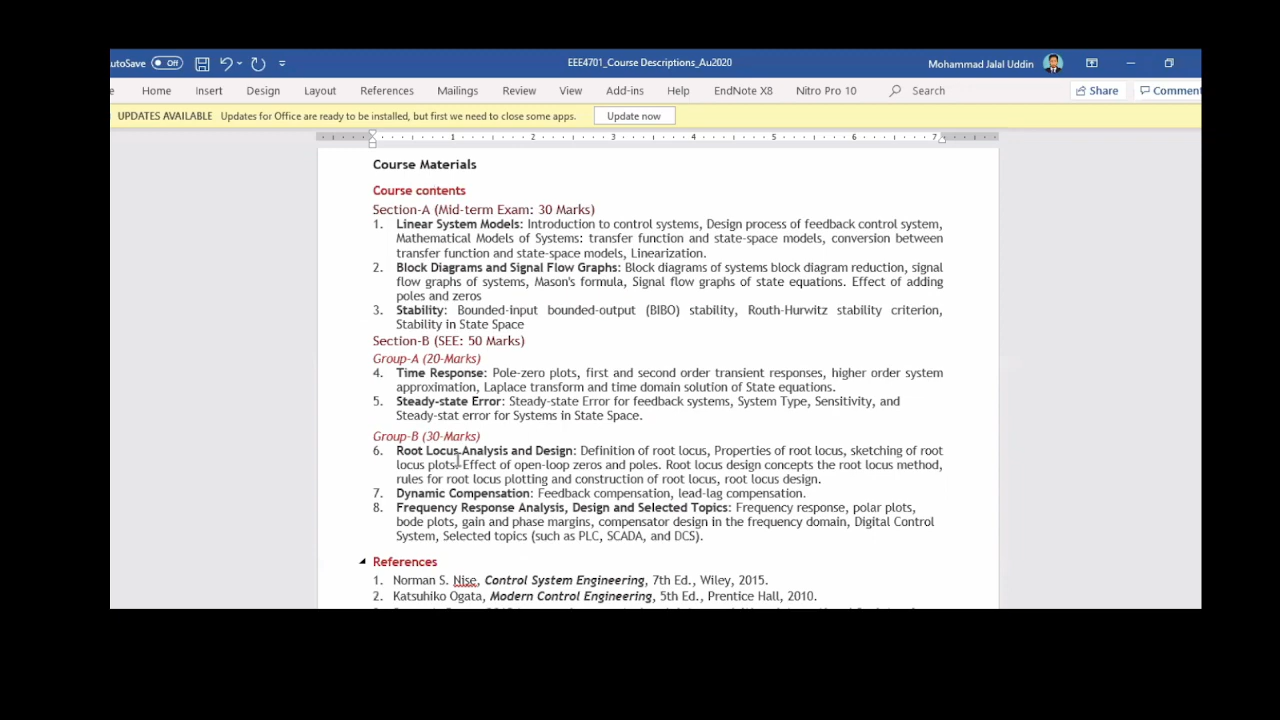 utoSave Off EEE4701_Course Descriptions_Au2020 Mohammad Jalal Uddin
Home Insert Design Layout References Mailings Review View Add-ins Help EndNote X8 Nitro Pro 10 Search Share Comment
UPDATES AVAILABLE Updates for Office are ready to be installed, but first we need to close some apps. Update now
1 2 3 4 5 6 7
Course Materials
Course contents
Section-A (Mid-term Exam: 30 Marks)
1. Linear System Models: Introduction to control systems, Design process of feedback control system,
Mathematical Models of Systems: transfer function and state-space models, conversion between
transfer function and state-space models, Linearization.
2. Block Diagrams and Signal Flow Graphs: Block diagrams of systems block diagram reduction, signal
flow graphs of systems, Mason's formula, Signal flow graphs of state equations. Effect of adding
poles and zeros
3. Stability: Bounded-input bounded-output (BIBO) stability, Routh-Hurwitz stability criterion,
Stability in State Space
Section-B (SEE: 50 Marks)
Group-A (20-Marks)
4. Time Response: Pole-zero plots, first and second order transient responses, higher order system
approximation, Laplace transform and time domain solution of State equations.
5. Steady-state Error: Steady-state Error for feedback systems, System Type, Sensitivity, and
Steady-stat error for Systems in State Space.
Group-B (30-Marks)
6. Root Locus Analysis and Design: Definition of root locus, Properties of root locus, sketching of root
locus plots. Effect of open-loop zeros and poles. Root locus design concepts the root locus method,
rules for root locus plotting and construction of root locus, root locus design.
7. Dynamic Compensation: Feedback compensation, lead-lag compensation.
8. Frequency Response Analysis, Design and Selected Topics: Frequency response, polar plots,
bode plots, gain and phase margins, compensator design in the frequency domain, Digital Control
System, Selected topics (such as PLC, SCADA, and DCS).
References
1. Norman S. Nise, Control System Engineering, 7th Ed., Wiley, 2015.
2. Katsuhiko Ogata, Modern Control Engineering, 5th Ed., Prentice Hall, 2010.